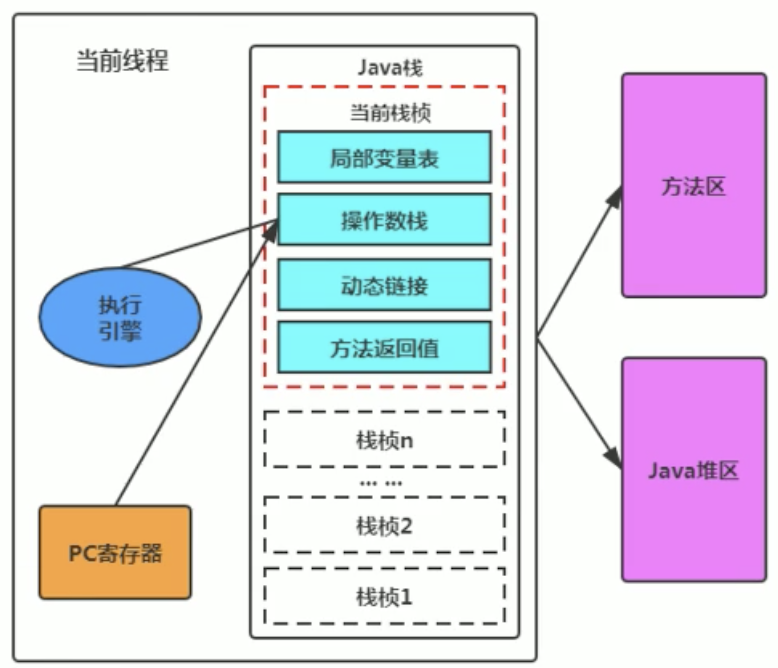 当前线程
Java栈
当前栈桢
局部变量表
操作数栈
动态链接
方法返回值
栈桢n
... ...
栈桢2
栈桢1
执行
引擎
PC寄存器
方法区
Java堆区